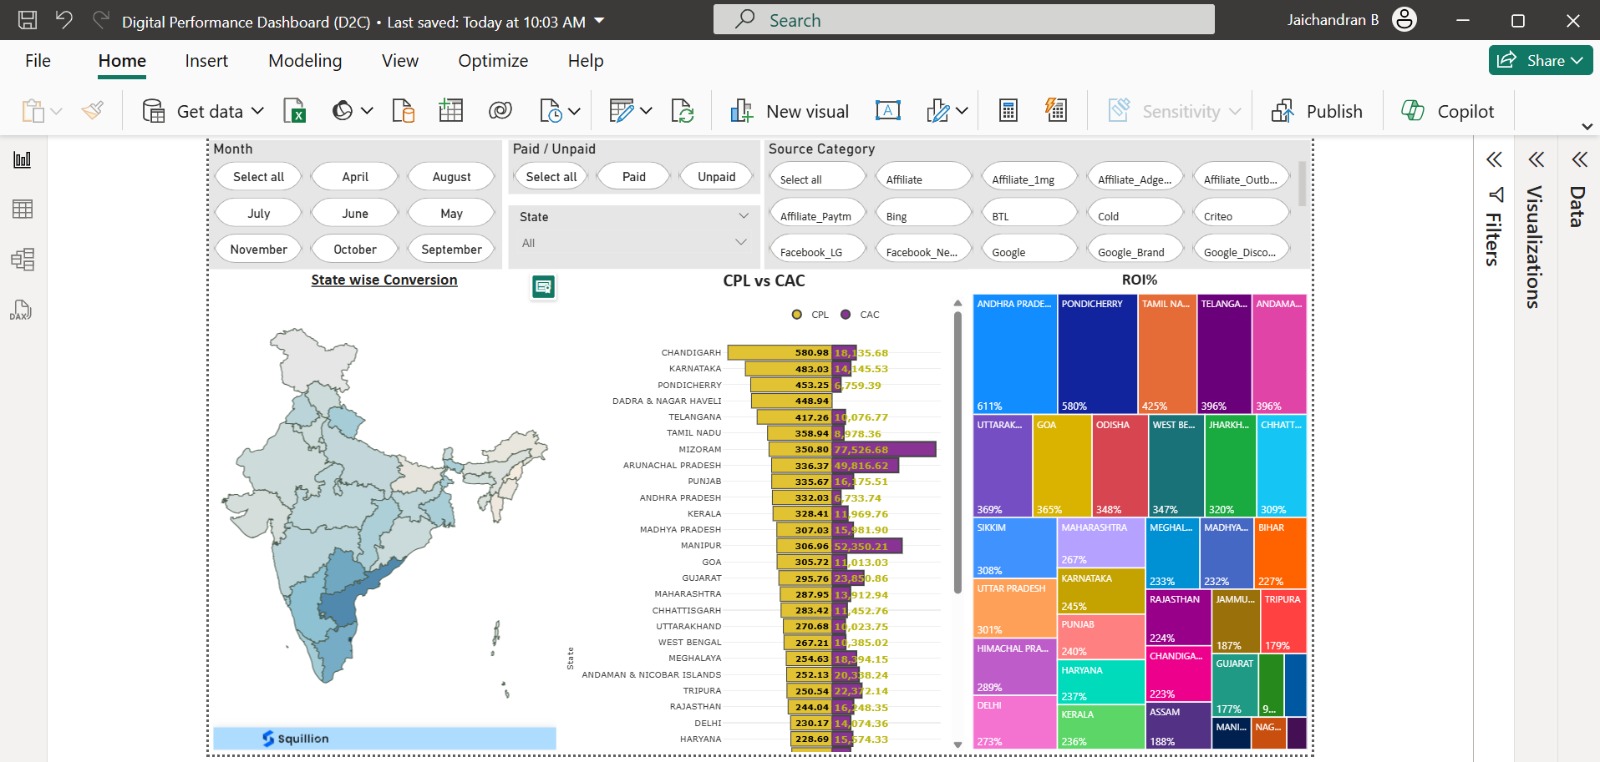 Digital Performance Dashboard (D2C) • Last saved: Today at 10:03 AM
Search
Jaichandran B
File Home Insert Modeling View Optimize Help
Share
Get data
New visual
Sensitivity
Publish
Copilot
Month
Select all April August
July June May
November October September
Paid / Unpaid
Select all Paid Unpaid
State
All
Source Category
Select all Affiliate Affiliate_1mg Affiliate_Adge... Affiliate_Outb...
Affiliate_Paytm Bing BTL Cold Criteo
Facebook_LG Facebook_Ne... Google Google_Brand Google_Disco...
Filters
Visualizations
Data
DAX
State wise Conversion
Squillion
CPL vs CAC
CPL CAC
State
CHANDIGARH 580.98 18,135.68
KARNATAKA 483.03 14,145.53
PONDICHERRY 453.25 6,759.39
DADRA & NAGAR HAVELI 448.94
TELANGANA 417.26 10,076.77
TAMIL NADU 358.94 8,978.36
MIZORAM 350.80 77,526.68
ARUNACHAL PRADESH 336.37 49,816.62
PUNJAB 335.67 16,175.51
ANDHRA PRADESH 332.03 6,733.74
KERALA 328.41 11,969.76
MADHYA PRADESH 307.03 15,981.90
MANIPUR 306.96 52,350.21
GOA 305.72 11,013.03
GUJARAT 295.76 23,850.86
MAHARASHTRA 287.95 13,912.94
CHHATTISGARH 283.42 11,452.76
UTTARAKHAND 270.68 10,023.75
WEST BENGAL 267.21 10,385.02
MEGHALAYA 254.63 18,394.15
ANDAMAN & NICOBAR ISLANDS 252.13 20,338.24
TRIPURA 250.54 22,372.14
RAJASTHAN 244.04 16,248.35
DELHI 230.17 14,074.36
HARYANA 228.69 15,574.33
ROI%
ANDHRA PRADE... PONDICHERRY TAMIL NA... TELANGA... ANDAMA...
611% 580% 425% 396% 396%
UTTARAK... GOA ODISHA WEST BE... JHARKH... CHHATT...
369% 365% 348% 347% 320% 309%
SIKKIM
308%
UTTAR PRADESH
301%
HIMACHAL PRA...
289%
DELHI
273%
MAHARASHTRA
267%
KARNATAKA
245%
PUNJAB
240%
HARYANA
237%
KERALA
236%
MEGHAL... MADHYA... BIHAR
233% 232% 227%
RAJASTHAN
224%
CHANDIGA...
223%
ASSAM
188%
JAMMU... TRIPURA
187% 179%
GUJARAT
177% 9...
MANI... NAG...